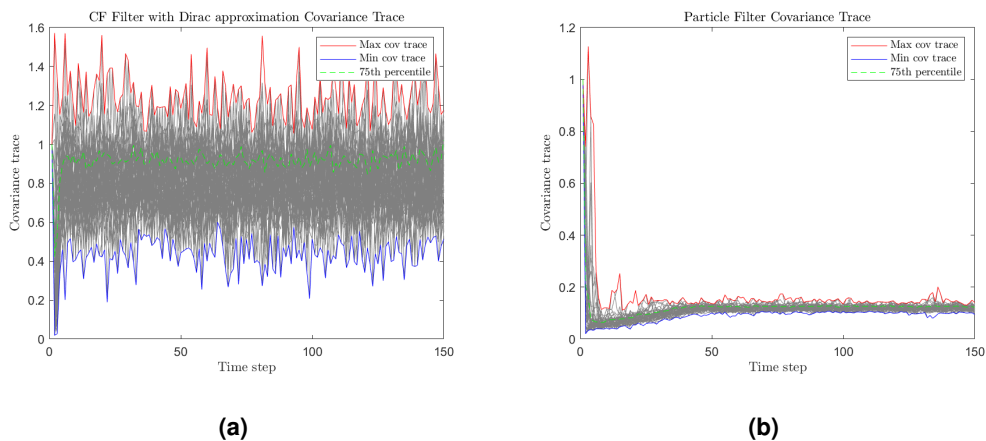 CF Filter with Dirac approximation Covariance Trace
1.6
1.4
1.2
1
0.8
0.6
0.4
0.2
0
Covariance trace
0 50 100 150
Time step
Max cov trace
Min cov trace
75th percentile
(a)
Particle Filter Covariance Trace
1.2
1
0.8
0.6
0.4
0.2
0
Covariance trace
0 50 100 150
Time step
Max cov trace
Min cov trace
75th percentile
(b)